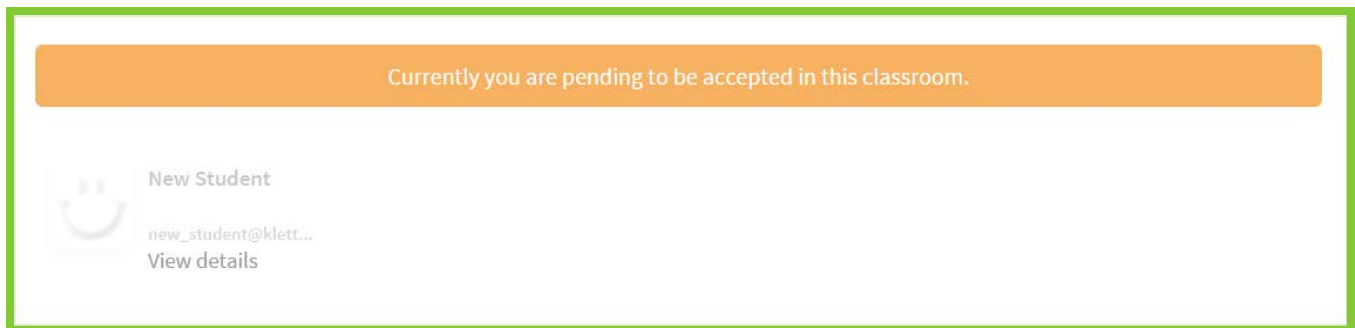 Currently you are pending to be accepted in this classroom.
New Student
new_student@klett...
View details